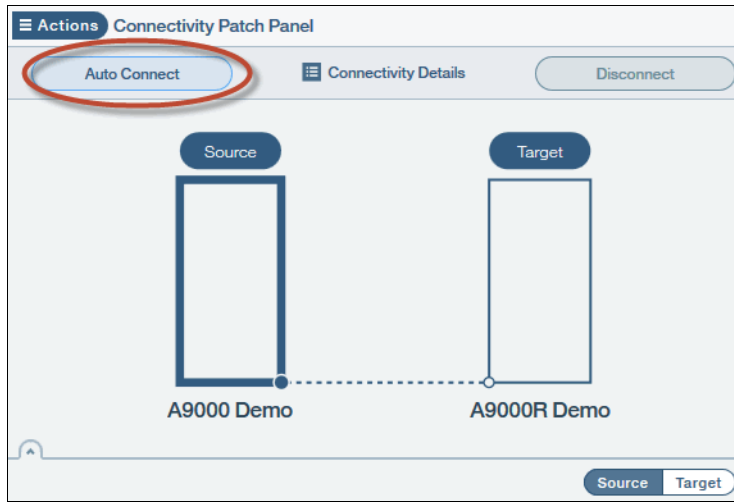 Actions Connectivity Patch Panel
Auto Connect Connectivity Details Disconnect
Source Target
A9000 Demo A9000R Demo
Source Target